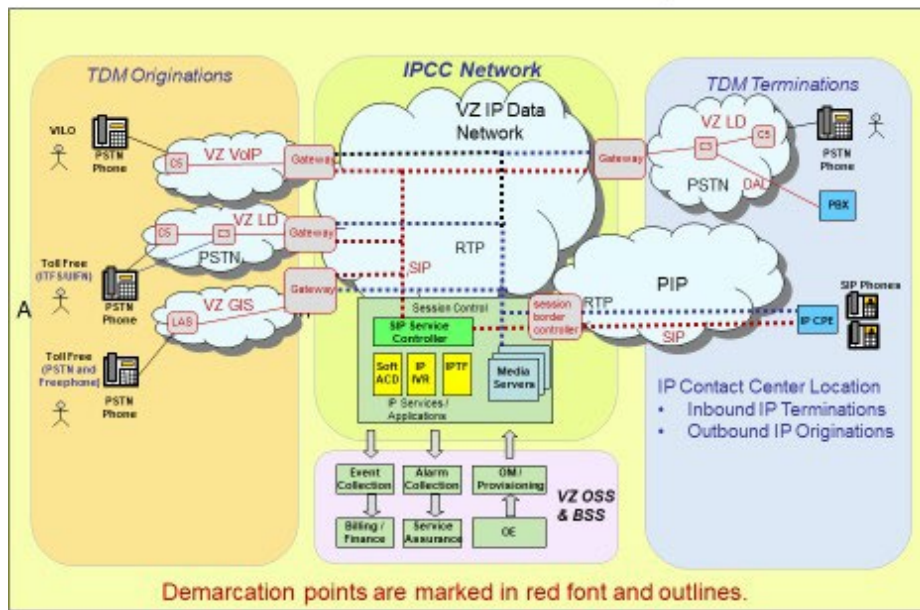 TDM Originations
VILO
PSTN
Phone
C5
VZ VoIP
Gateway
C5
VZ LD
C3
PSTN
Gateway
Toll Free
(ITFS/UIFN)
A
PSTN
Phone
VZ GIS
LAS
Gateway
Toll Free
(PSTN and
Freephone)
PSTN
Phone
IPCC Network
VZ IP Data
Network
RTP
SIP
Session Control
SIP Service
Controller
Soft
ACD
IP
IVR
IPTF
Media
Servers
IP Services /
Applications
session
border
controller
Event
Collection
Alarm
Collection
OM /
Provisioning
Billing /
Finance
Service
Assurance
OE
VZ OSS
& BSS
TDM Terminations
Gateway
VZ LD
C3
C5
PSTN
DAL
PSTN
Phone
PBX
PIP
RTP
SIP
SIP Phones
IP CPE
IP Contact Center Location
• Inbound IP Terminations
• Outbound IP Originations
Demarcation points are marked in red font and outlines.